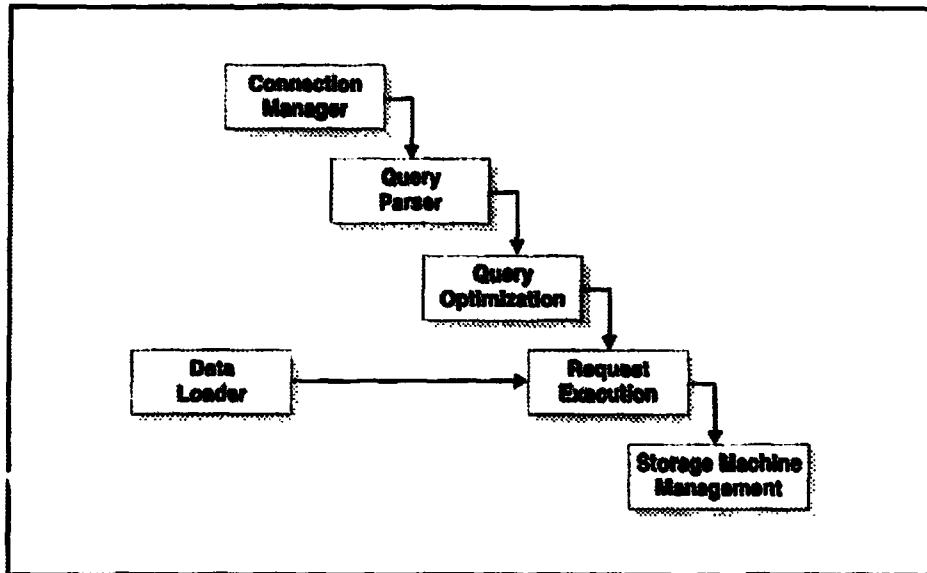 Connection
Manager
Query
Parser
Query
Optimization
Data
Loader
Request
Execution
Storage Machine
Management